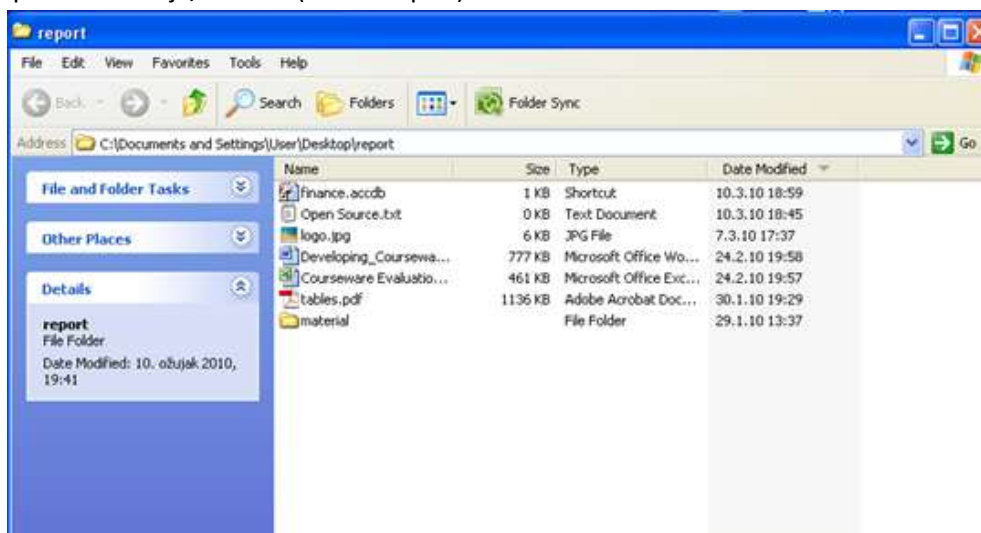 report
File Edit View Favorites Tools Help
Back Search Folders Folder Sync
Address C:\Documents and Settings\User\Desktop\report Go
File and Folder Tasks
Other Places
Details
report
File Folder
Date Modified: 10. ožujak 2010,
19:41
Name Size Type Date Modified
finance.accdb 1 KB Shortcut 10.3.10 18:59
Open Source.txt 0 KB Text Document 10.3.10 18:45
logo.jpg 6 KB JPG File 7.3.10 17:37
Developing_Coursewa... 777 KB Microsoft Office Wo... 24.2.10 19:58
Courseware Evaluatio... 461 KB Microsoft Office Exc... 24.2.10 19:57
tables.pdf 1136 KB Adobe Acrobat Doc... 30.1.10 19:29
material File Folder 29.1.10 13:37